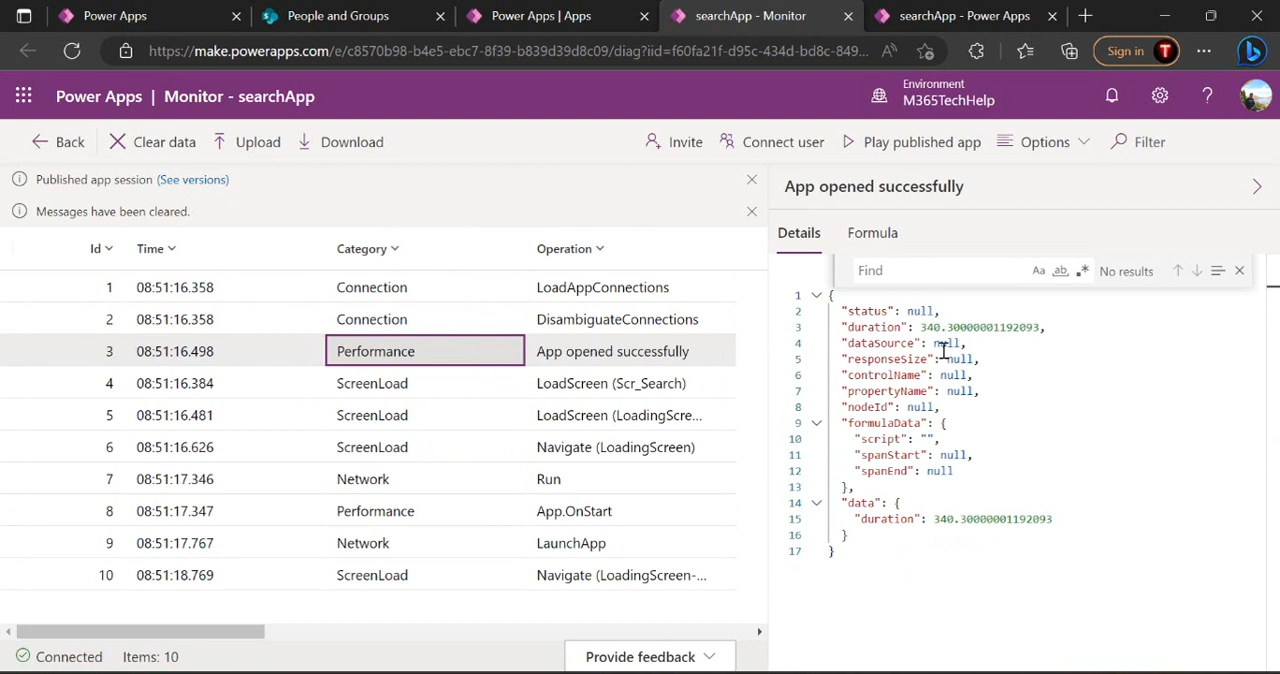 Power Apps
People and Groups
Power Apps | Apps
searchApp - Monitor
searchApp - Power Apps
https://make.powerapps.com/e/c8570b98-b4e5-ebc7-8f39-b839d39d8c09/diag?iid=f60fa21f-d95c-434d-bd8c-849...
Sign in T
Power Apps | Monitor - searchApp
Environment
M365TechHelp
Back
Clear data
Upload
Download
Invite
Connect user
Play published app
Options
Filter
Published app session (See versions)
Messages have been cleared.
Id Time Category Operation
1 08:51:16.358 Connection LoadAppConnections
2 08:51:16.358 Connection DisambiguateConnections
3 08:51:16.498 Performance App opened successfully
4 08:51:16.384 ScreenLoad LoadScreen (Scr_Search)
5 08:51:16.481 ScreenLoad LoadScreen (LoadingScre...
6 08:51:16.626 ScreenLoad Navigate (LoadingScreen)
7 08:51:17.346 Network Run
8 08:51:17.347 Performance App.OnStart
9 08:51:17.767 Network LaunchApp
10 08:51:18.769 ScreenLoad Navigate (LoadingScreen-...
Connected Items: 10
Provide feedback
App opened successfully
Details Formula
Find Aa ab .* No results
1 {
2 "status": null,
3 "duration": 340.30000001192093,
4 "dataSource": null,
5 "responseSize": null,
6 "controlName": null,
7 "propertyName": null,
8 "nodeId": null,
9 "formulaData": {
10 "script": "",
11 "spanStart": null,
12 "spanEnd": null
13 },
14 "data": {
15 "duration": 340.30000001192093
16 }
17 }